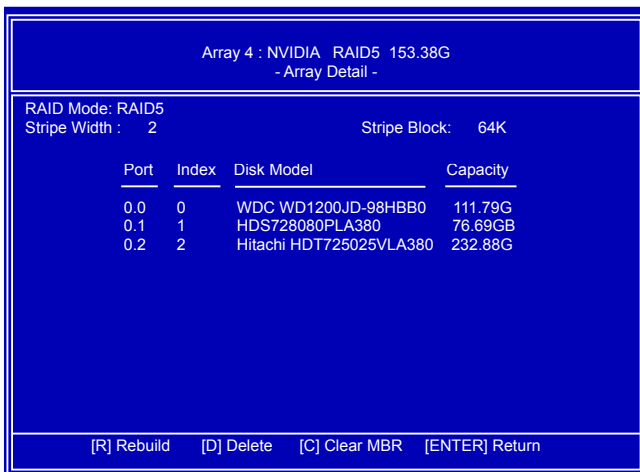 Array 4 : NVIDIA RAID5 153.38G
- Array Detail -
RAID Mode: RAID5
Stripe Width : 2 Stripe Block: 64K
Port Index Disk Model Capacity
0.0 0 WDC WD1200JD-98HBB0 111.79G
0.1 1 HDS728080PLA380 76.69GB
0.2 2 Hitachi HDT725025VLA380 232.88G
[R] Rebuild [D] Delete [C] Clear MBR [ENTER] Return